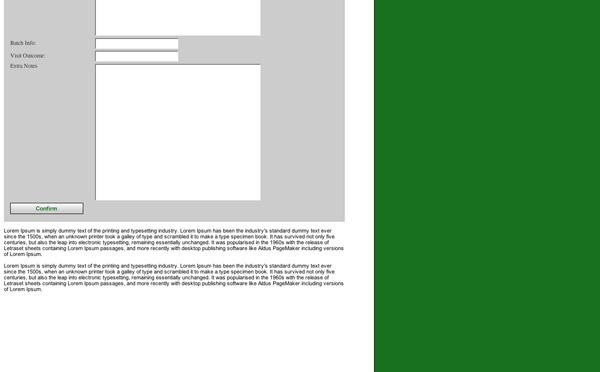 Batch Info:
Visit Outcome:
Extra Notes
Confirm
Lorem Ipsum is simply dummy text of the printing and typesetting industry. Lorem Ipsum has been the industry's standard dummy text ever
since the 1500s, when an unknown printer took a galley of type and scrambled it to make a type specimen book. It has survived not only five
centuries, but also the leap into electronic typesetting, remaining essentially unchanged. It was popularised in the 1960s with the release of
Letraset sheets containing Lorem Ipsum passages, and more recently with desktop publishing software like Aldus PageMaker including versions
of Lorem Ipsum.
Lorem Ipsum is simply dummy text of the printing and typesetting industry. Lorem Ipsum has been the industry's standard dummy text ever
since the 1500s, when an unknown printer took a galley of type and scrambled it to make a type specimen book. It has survived not only five
centuries, but also the leap into electronic typesetting, remaining essentially unchanged. It was popularised in the 1960s with the release of
Letraset sheets containing Lorem Ipsum passages, and more recently with desktop publishing software like Aldus PageMaker including versions
of Lorem Ipsum.